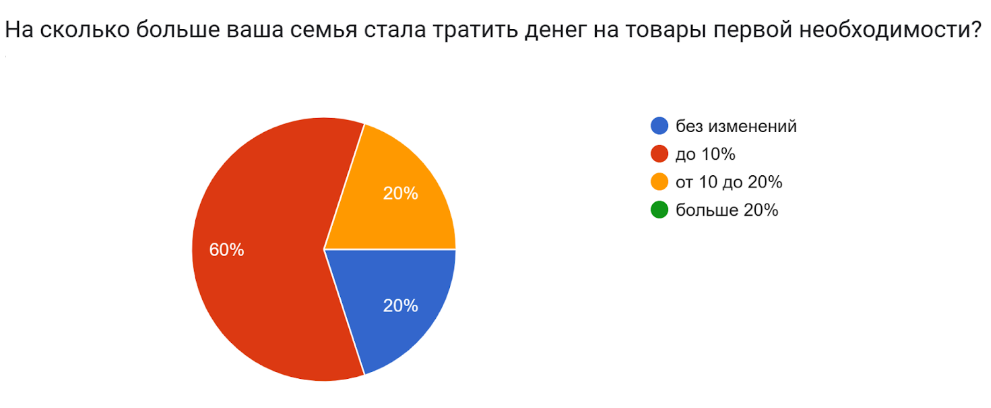 На сколько больше ваша семья стала тратить денег на товары первой необходимости?
без изменений
до 10%
от 10 до 20%
больше 20%
20%
60%
20%